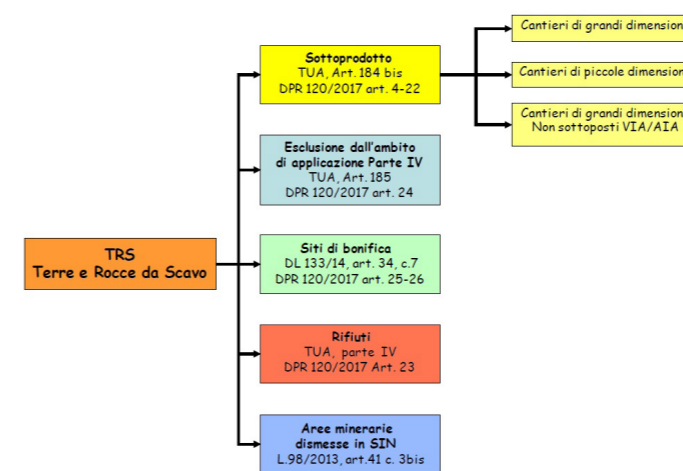 Sottoprodotto
TUA, Art. 184 bis
DPR 120/2017 art. 4-22
Cantieri di grandi dimension
Cantieri di piccole dimension
Cantieri di grandi dimension
Non sottoposti VIA/AIA
Esclusione dall'ambito
di applicazione Parte IV
TUA, Art. 185
DPR 120/2017 art. 24
TRS
Terre e Rocce da Scavo
Siti di bonifica
DL 133/14, art. 34, c.7
DPR 120/2017 art. 25-26
Rifiuti
TUA, parte IV
DPR 120/2017 Art. 23
Aree minerarie
dismesse in SIN
L.98/2013, art.41 c. 3bis